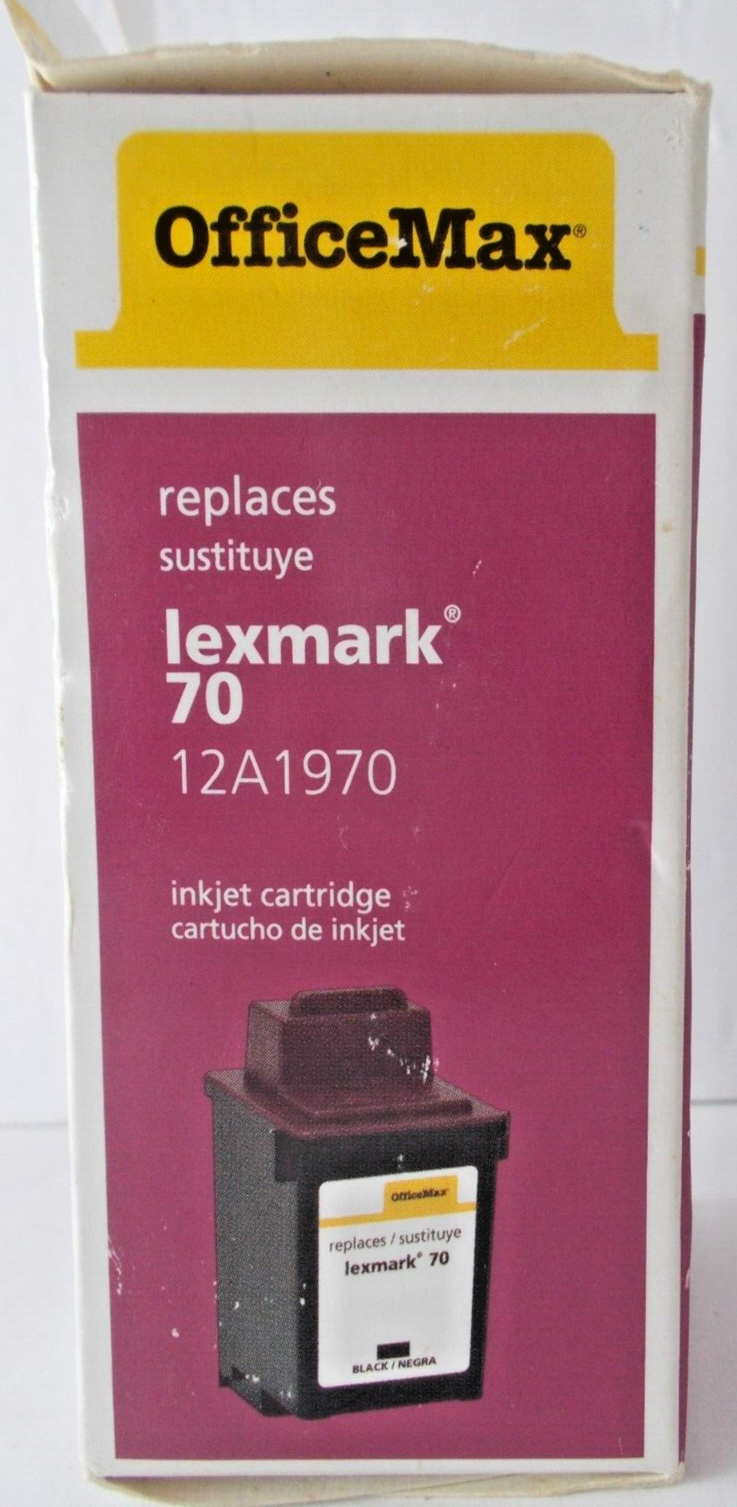 OfficeMax®
replaces
sustituye
lexmark®
70
12A1970
inkjet cartridge
cartucho de inkjet
OfficeMax
replaces / sustituye
lexmark® 70
BLACK / NEGRA